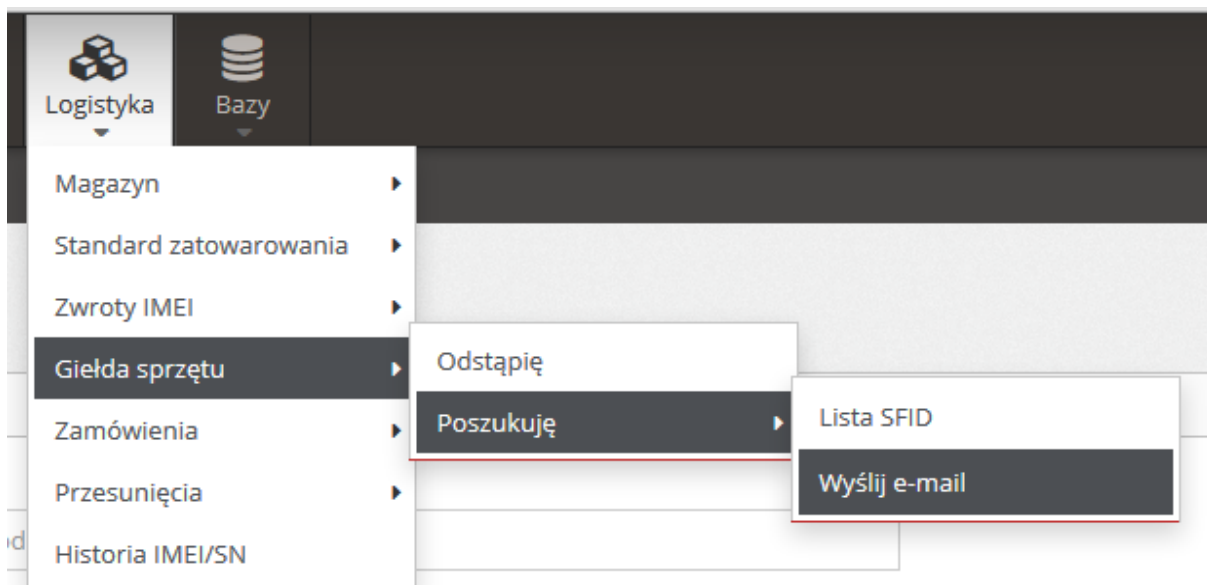 Logistyka
Bazy
Magazyn
Standard zatowarowania
Zwroty IMEI
Giełda sprzętu
Odstąpię
Zamówienia
Poszukuję
Lista SFID
Przesunięcia
Wyślij e-mail
Historia IMEI/SN